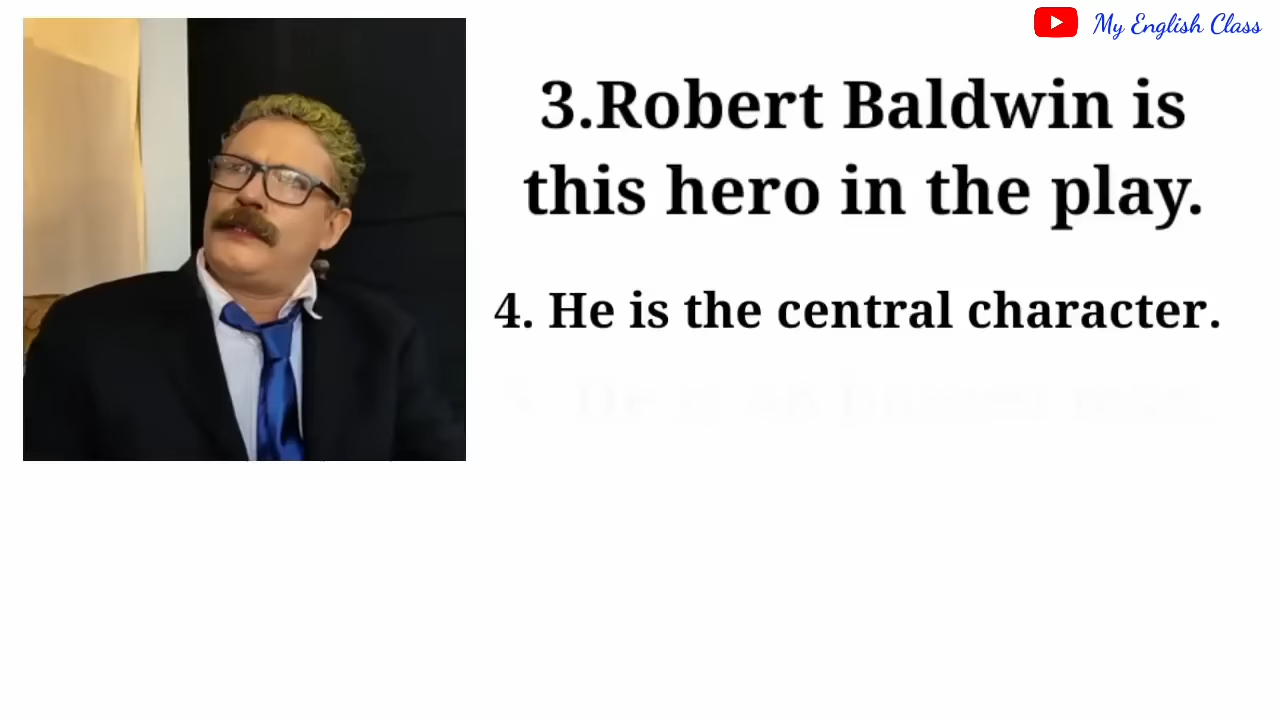 My English Class
3.Robert Baldwin is
this hero in the play.
4. He is the central character.